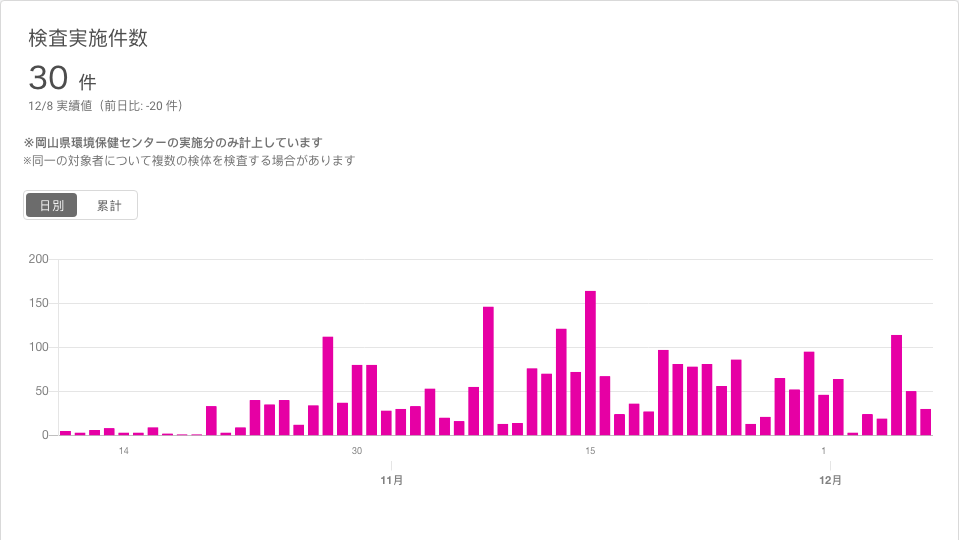 検査実施件数
30 件
12/8 実績値（前日比: -20 件）
※岡山県環境保健センターの実施分のみ計上しています
※同一の対象者について複数の検体を検査する場合があります
日別 累計
200
150
100
50
0
14 30 15 1
11月 12月